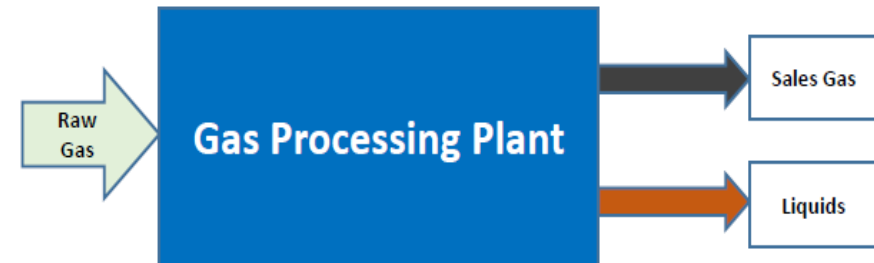 Raw
Gas
Gas Processing Plant
Sales Gas
Liquids